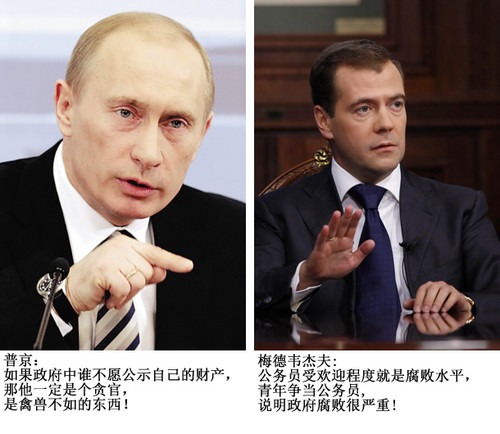 普京：
如果政府中谁不愿公示自己的财产，
那他一定是个贪官，
是禽兽不如的东西！
梅德韦杰夫:
公务员受欢迎程度就是腐败水平，
青年争当公务员，
说明政府腐败很严重！